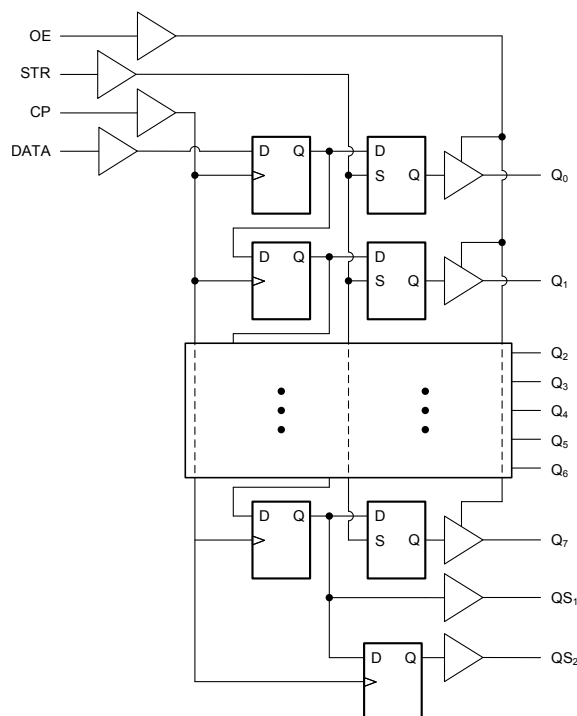 OE
STR
CP
DATA
D Q D
S Q Q₀
D Q D
S Q Q₁
Q₂
Q₃
Q₄
Q₅
Q₆
D Q D
S Q Q₇
QS₁
D Q QS₂